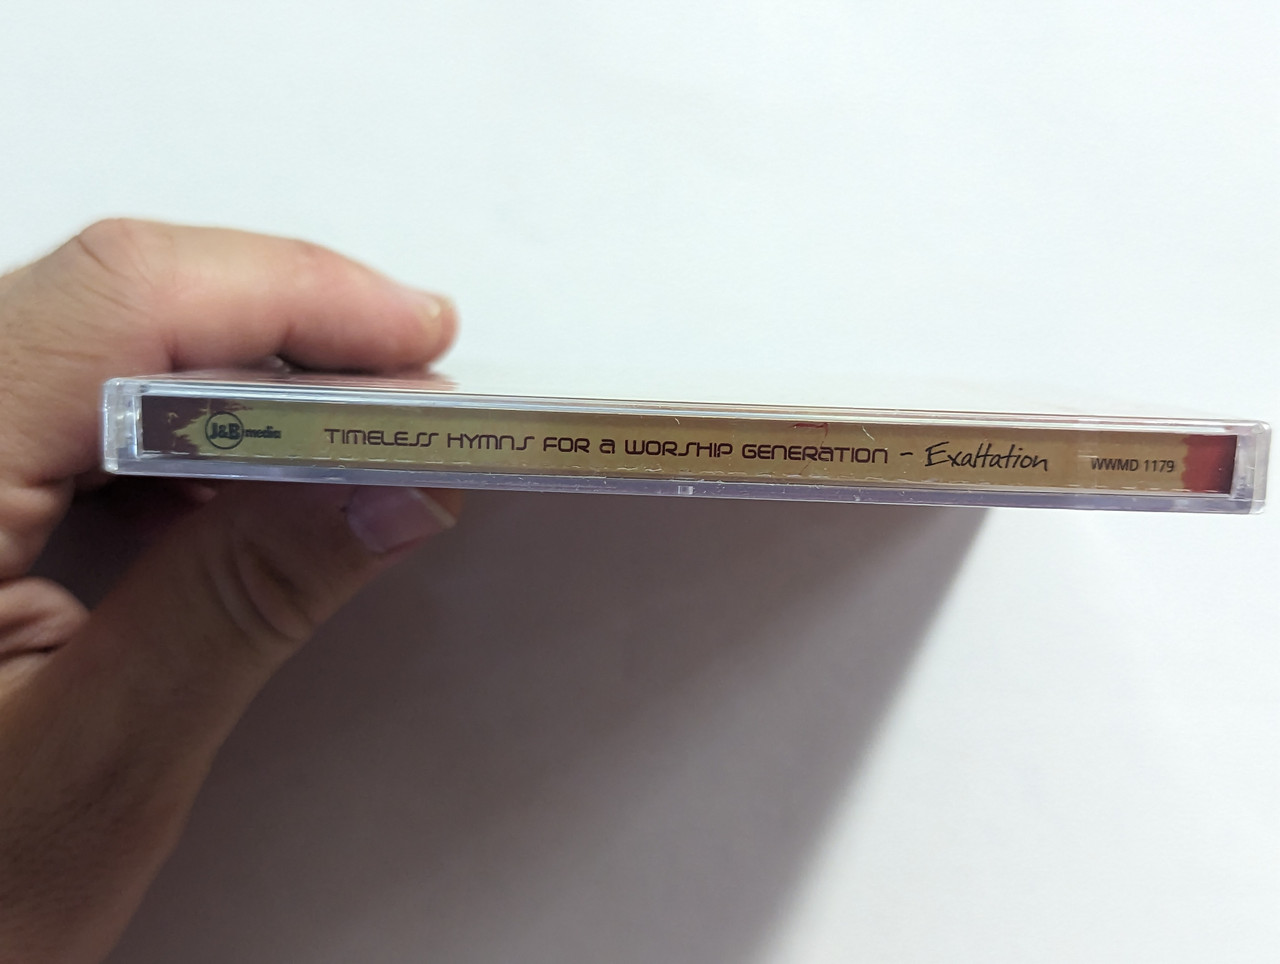 J&B media TIMELESS HYMNS FOR a WORSHIP GENERATION - Exaltation WWMD 1179